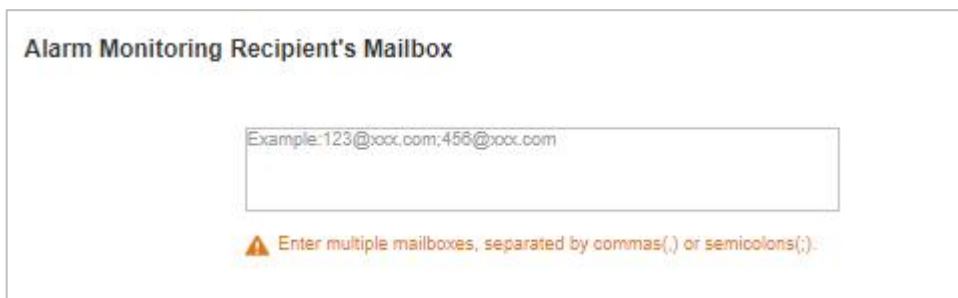 Alarm Monitoring Recipient's Mailbox
Example:123@xxx.com;456@xxx.com
Enter multiple mailboxes, separated by commas(,) or semicolons(;).